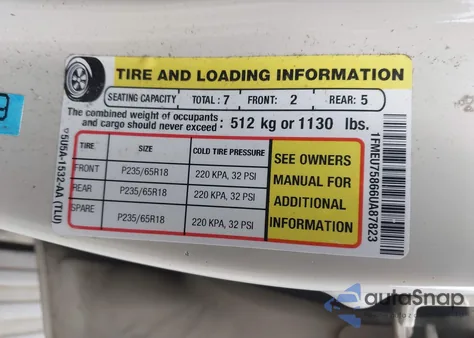 TIRE AND LOADING INFORMATION
SEATING CAPACITY TOTAL: 7 FRONT: 2 REAR: 5
The combined weight of occupants and cargo should never exceed : 512 kg or 1130 lbs.
TIRE SIZE COLD TIRE PRESSURE
FRONT P235/65R18 220 KPA, 32 PSI
REAR P235/65R18 220 KPA, 32 PSI
SPARE P235/65R18 220 KPA, 32 PSI
SEE OWNERS
MANUAL FOR
ADDITIONAL
INFORMATION
5U5A-1532-AA (TLU)
1FMEU75866UA87823
autoSnap